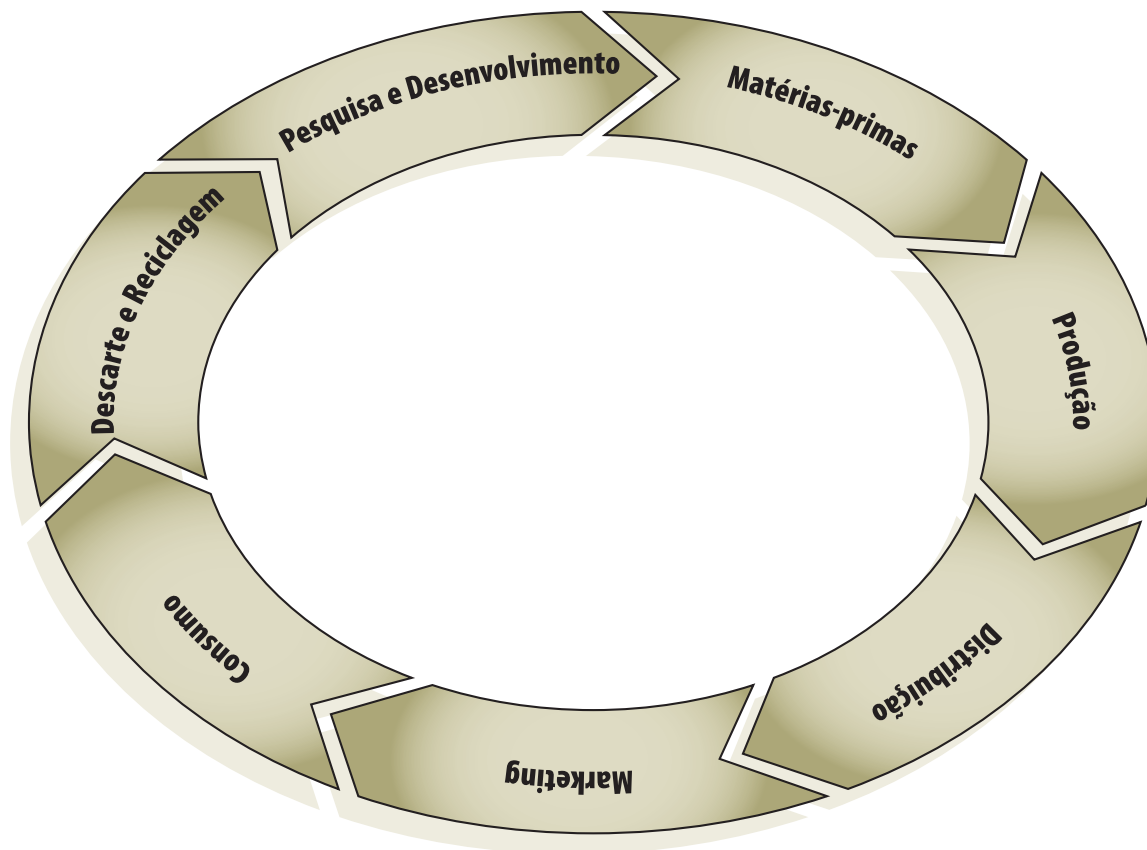 Pesquisa e Desenvolvimento
Matérias-primas
Produção
Distribuição
Marketing
Consumo
Descarte e Reciclagem